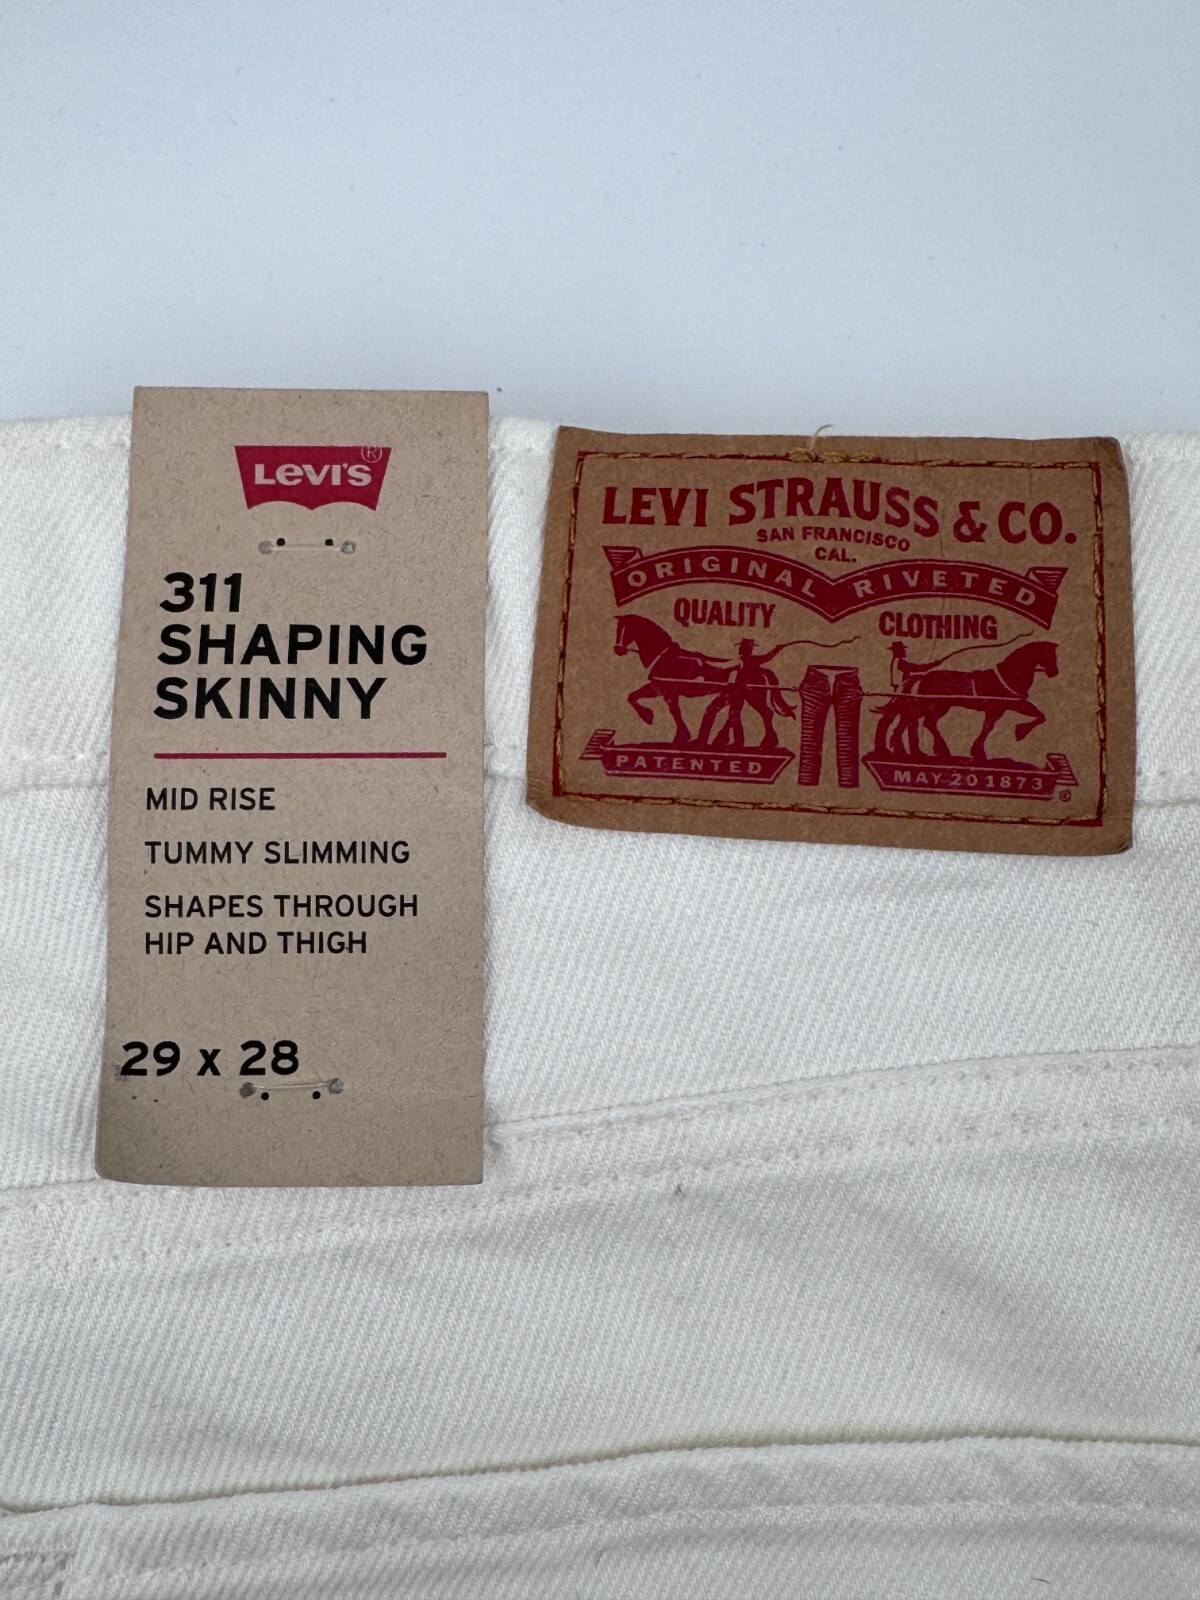 Levi's®
311
SHAPING
SKINNY
MID RISE
TUMMY SLIMMING
SHAPES THROUGH
HIP AND THIGH
29 x 28
LEVI STRAUSS & CO.
SAN FRANCISCO
CAL.
ORIGINAL RIVETED
QUALITY CLOTHING
PATENTED MAY 20 1873 ®